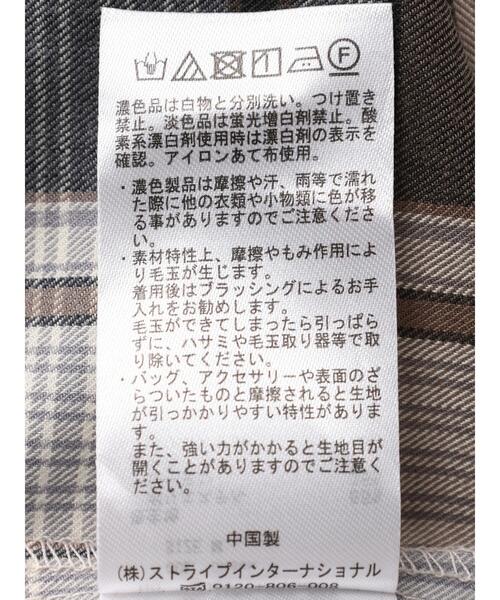 F
濃色品は白物と分別洗い。つけ置き
禁止。淡色品は蛍光増白剤禁止。酸
素系漂白剤使用時は漂白剤の表示を
確認。アイロンあて布使用。
・濃色製品は摩擦や汗、雨等で濡れ
た際に他の衣類や小物類に色が移
る事がありますのでご注意くださ
い。
・素材特性上、摩擦やもみ作用によ
り毛玉が生じます。
着用後はブラッシングによるお手
入れをお勧めします。
毛玉ができてしまったら引っぱら
ずに、ハサミや毛玉取り器等で取
り除いてください。
・バッグ、アクセサリーや表面のざ
らついたものと摩擦されると生地
が引っかかりやすい特性がありま
す。
また、強い力がかかると生地目が
開くことがありますのでご注意く
ださい。
中国製
(株)ストライプインターナショナル
0120-806-008